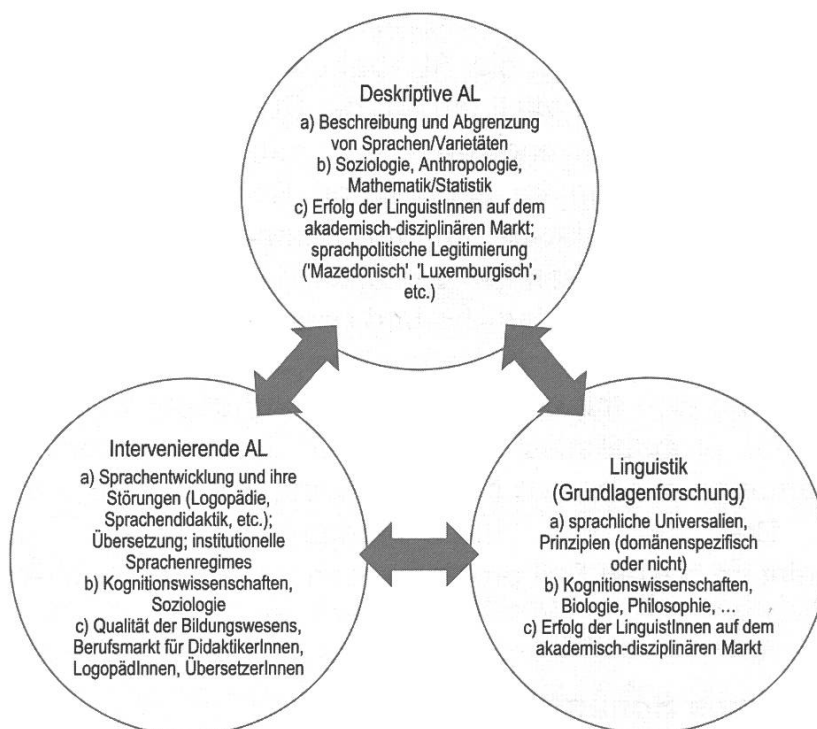 Deskriptive AL
a) Beschreibung und Abgrenzung
von Sprachen/Varietäten
b) Soziologie, Anthropologie,
Mathematik/Statistik
c) Erfolg der LinguistInnen auf dem
akademisch-disziplinären Markt;
sprachpolitische Legitimierung
('Mazedonisch', 'Luxemburgisch',
etc.)
Intervenierende AL
a) Sprachentwicklung und ihre
Störungen (Logopädie,
Sprachendidaktik, etc.);
Übersetzung; institutionelle
Sprachenregimes
b) Kognitionswissenschaften,
Soziologie
c) Qualität der Bildungswesens,
Berufsmarkt für DidaktikerInnen,
LogopädInnen, ÜbersetzerInnen
Linguistik
(Grundlagenforschung)
a) sprachliche Universalien,
Prinzipien (domänenspezifisch
oder nicht)
b) Kognitionswissenschaften,
Biologie, Philosophie, ...
c) Erfolg der LinguistInnen auf dem
akademisch-disziplinären Markt